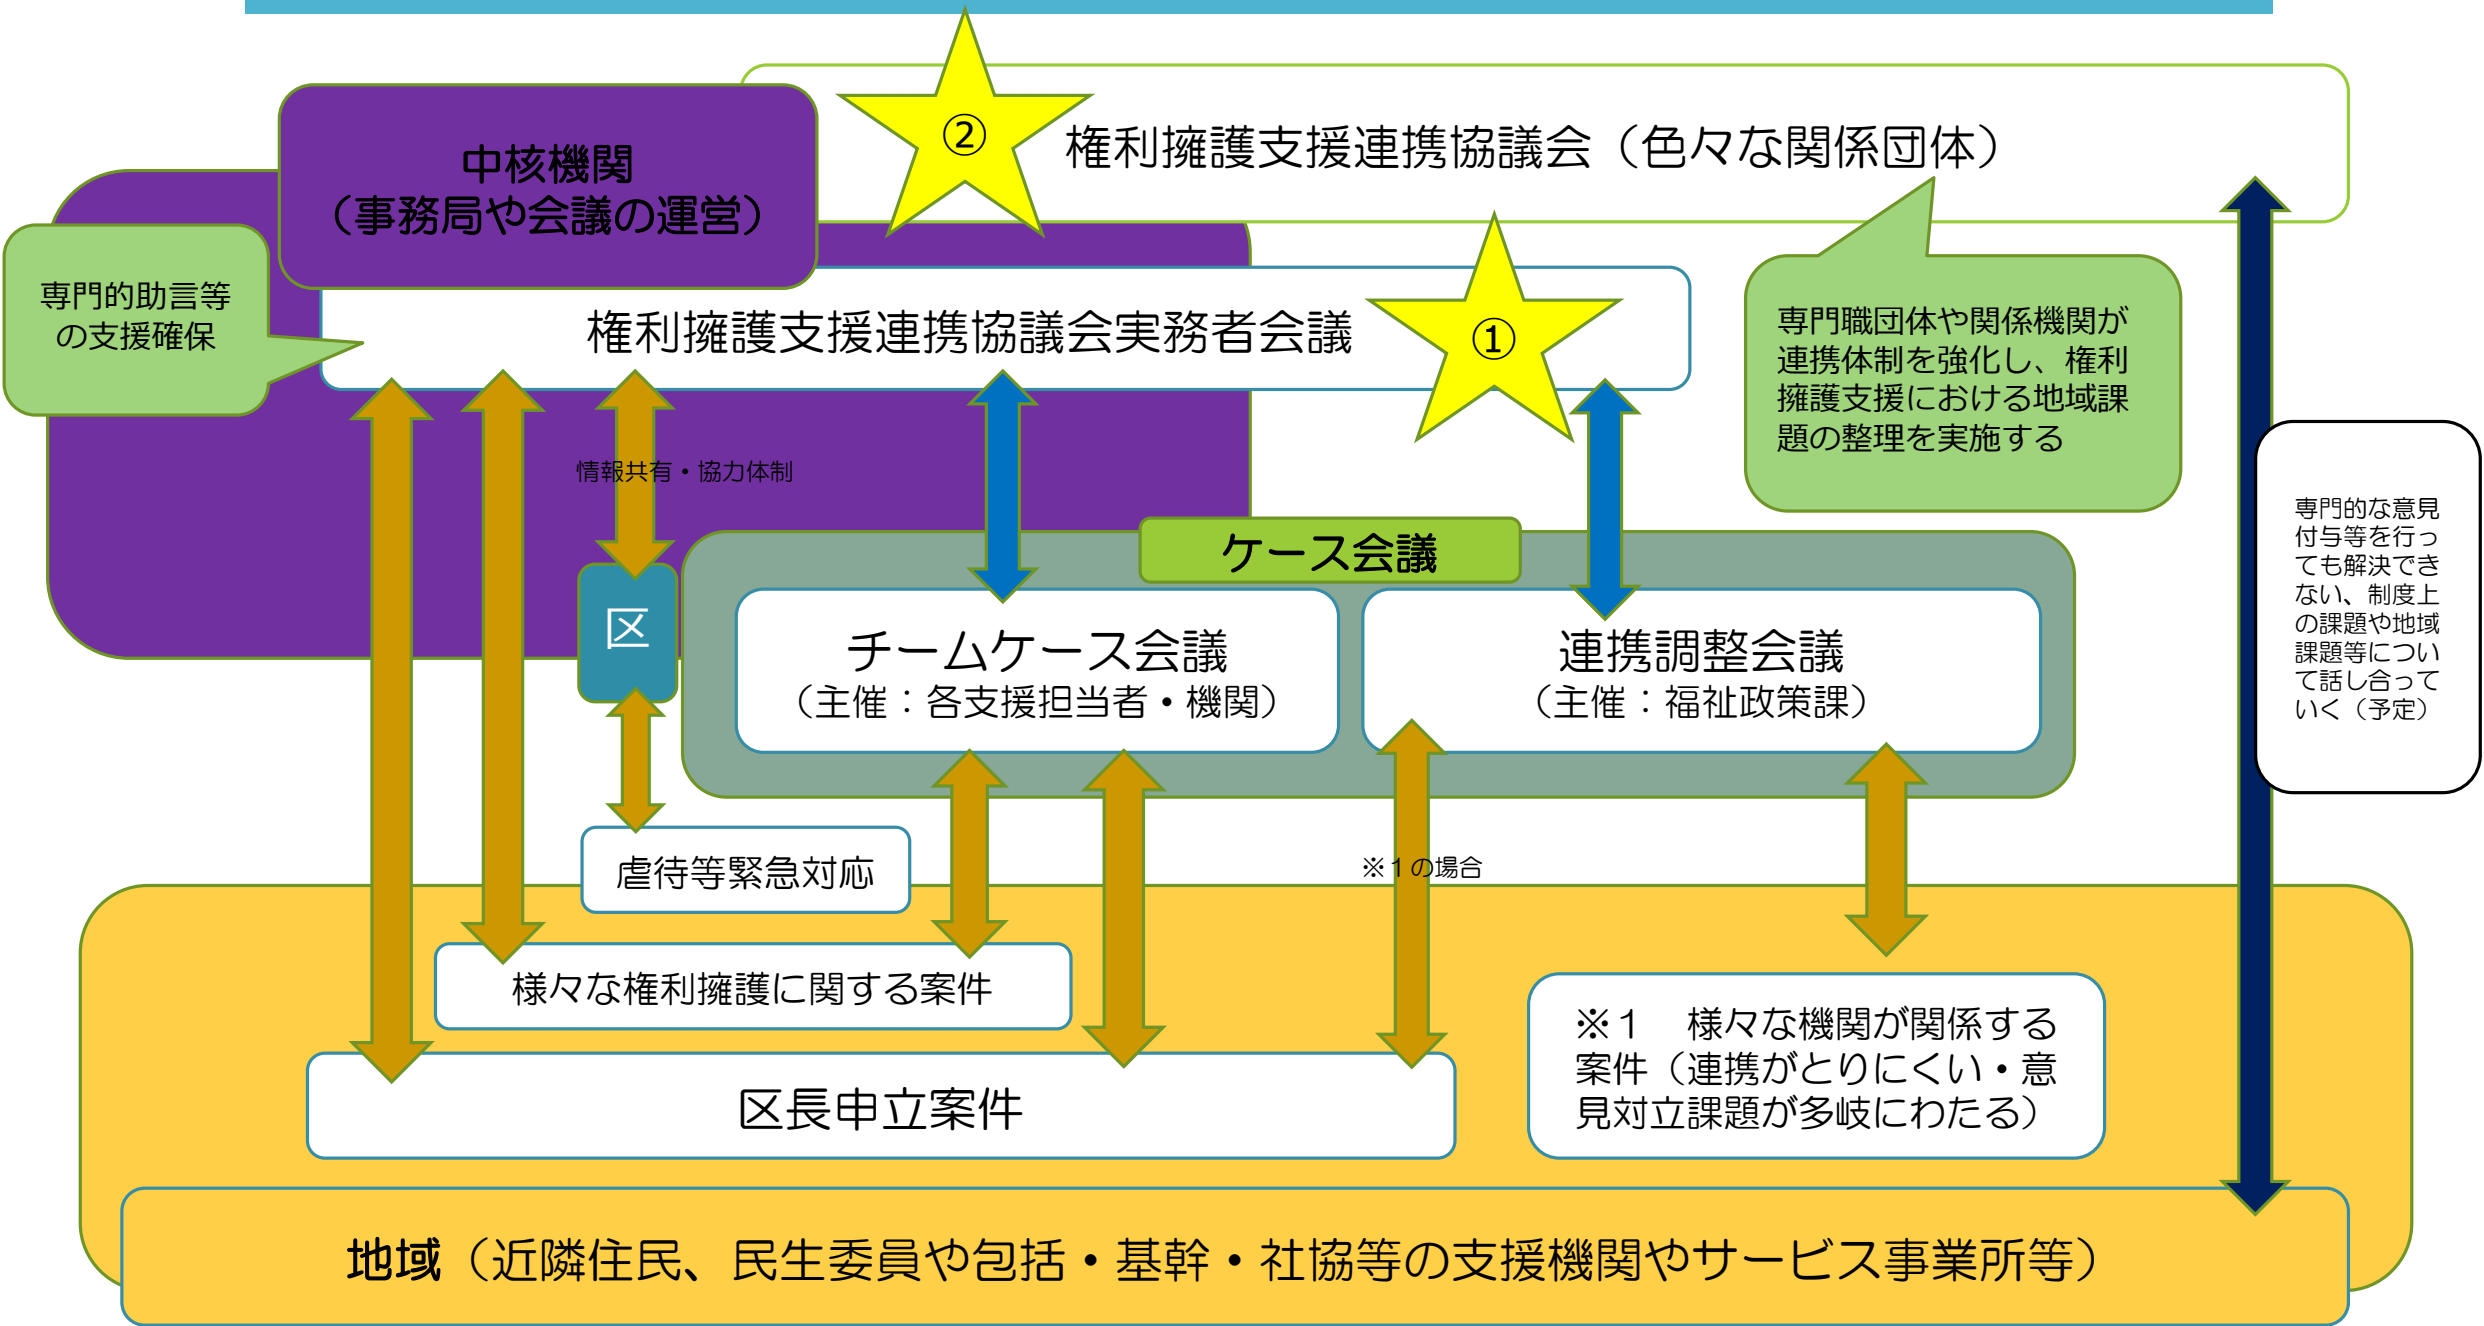 ②
権利擁護支援連携協議会（色々な関係団体）
中核機関
（事務局や会議の運営）
専門的助言等
の支援確保
権利擁護支援連携協議会実務者会議
①
専門職団体や関係機関が
連携体制を強化し、権利
擁護支援における地域課
題の整理を実施する
情報共有・協力体制
専門的な意見
付与等を行っ
ても解決でき
ない、制度上
の課題や地域
課題等につい
て話し合って
いく（予定）
ケース会議
区
チームケース会議
（主催：各支援担当者・機関）
連携調整会議
（主催：福祉政策課）
虐待等緊急対応
※１の場合
様々な権利擁護に関する案件
※１　様々な機関が関係する
案件（連携がとりにくい・意
見対立課題が多岐にわたる）
区長申立案件
地域（近隣住民、民生委員や包括・基幹・社協等の支援機関やサービス事業所等）